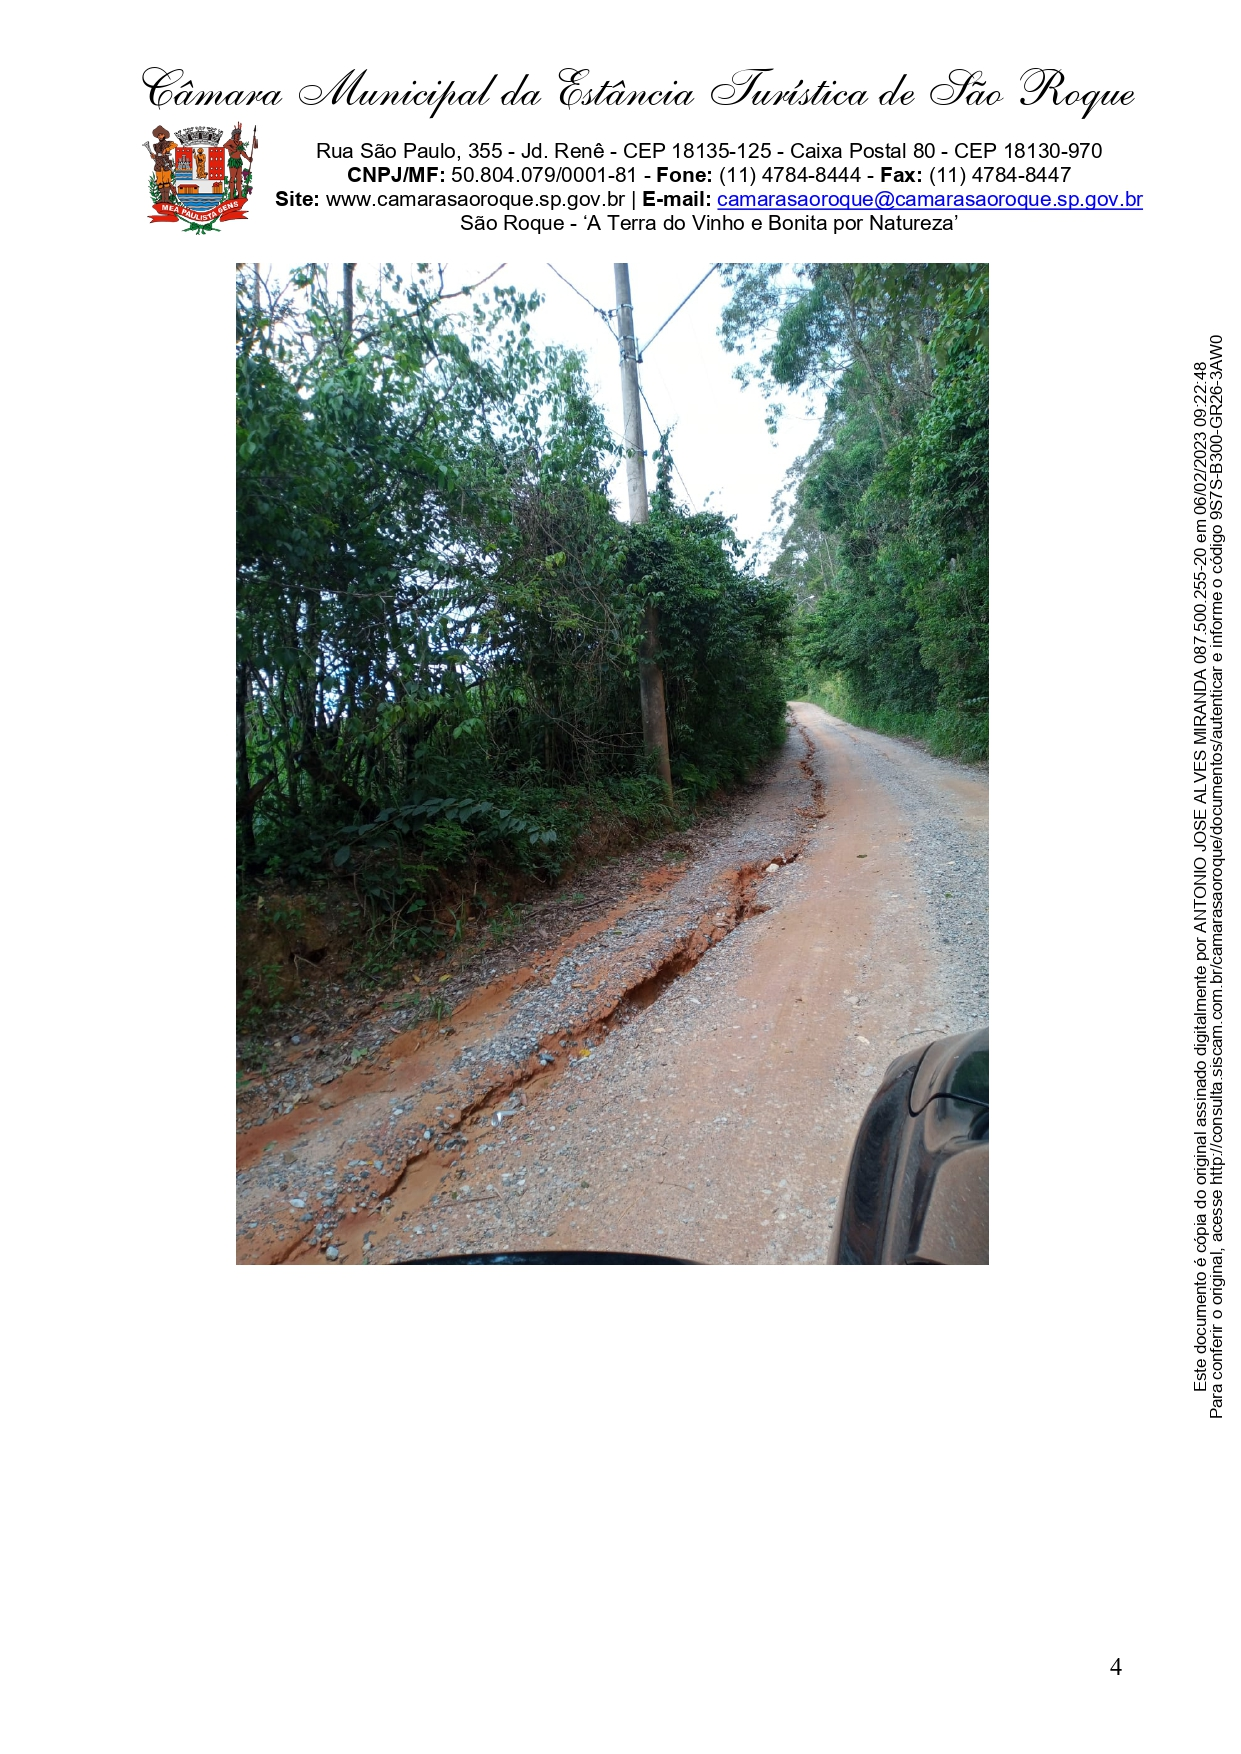 Câmara Municipal da Estância Turística de São Roque
Rua São Paulo, 355 - Jd. Renê - CEP 18135-125 - Caixa Postal 80 - CEP 18130-970
CNPJ/MF: 50.804.079/0001-81 - Fone: (11) 4784-8444 - Fax: (11) 4784-8447
Site: www.camarasaoroque.sp.gov.br | E-mail: camarasaoroque@camarasaoroque.sp.gov.br
São Roque - ‘A Terra do Vinho e Bonita por Natureza’
MEA PAULISTA GENS
Este documento é cópia do original assinado digitalmente por ANTONIO JOSE ALVES MIRANDA 087.500.255-20 em 06/02/2023 09:22:48
Para conferir o original, acesse http://consulta.siscam.com.br/camarasaoroque/documentos/autenticar e informe o código 9S7S-B300-GR26-3AW0
4